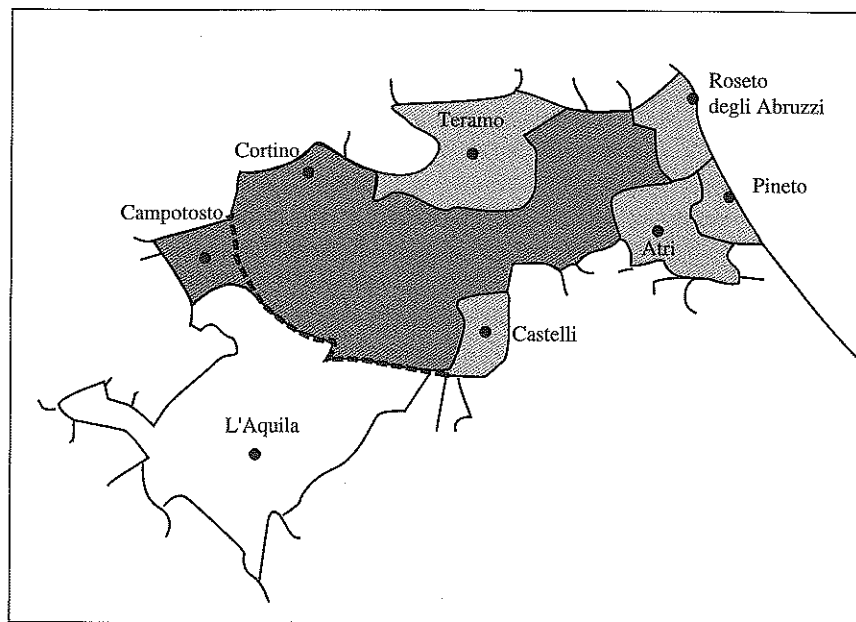 Roseto
degli Abruzzi
Teramo
Cortino
Pineto
Campotosto
Atri
Castelli
L'Aquila